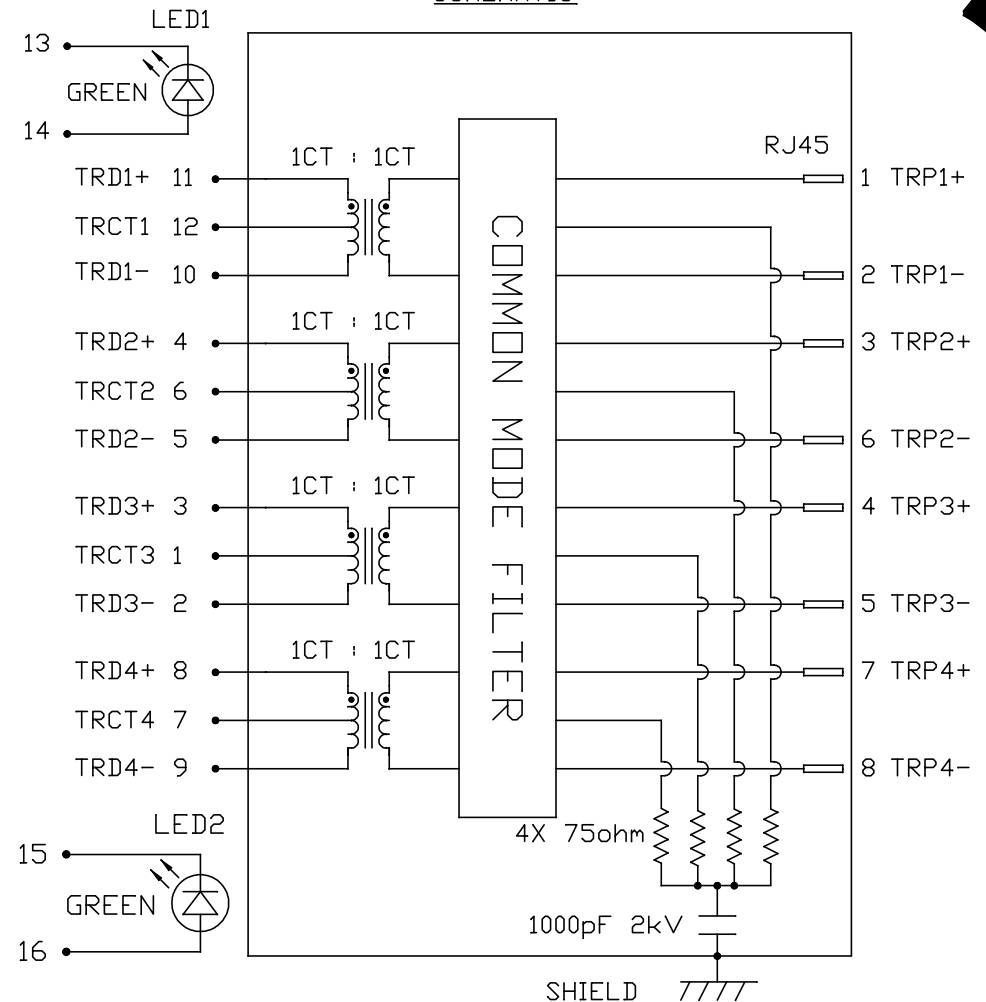 SCHEMATIC
LED1
13
GREEN
14
1CT : 1CT
RJ45
TRD1+ 11
1 TRP1+
TRCT1 12
TRD1- 10
2 TRP1-
1CT : 1CT
TRD2+ 4
3 TRP2+
TRCT2 6
TRD2- 5
6 TRP2-
1CT : 1CT
TRD3+ 3
4 TRP3+
TRCT3 1
TRD3- 2
5 TRP3-
1CT : 1CT
TRD4+ 8
7 TRP4+
TRCT4 7
TRD4- 9
8 TRP4-
COMMON MODE FILTER
LED2
4X 75ohm
15
GREEN
16
1000pF 2kV
SHIELD